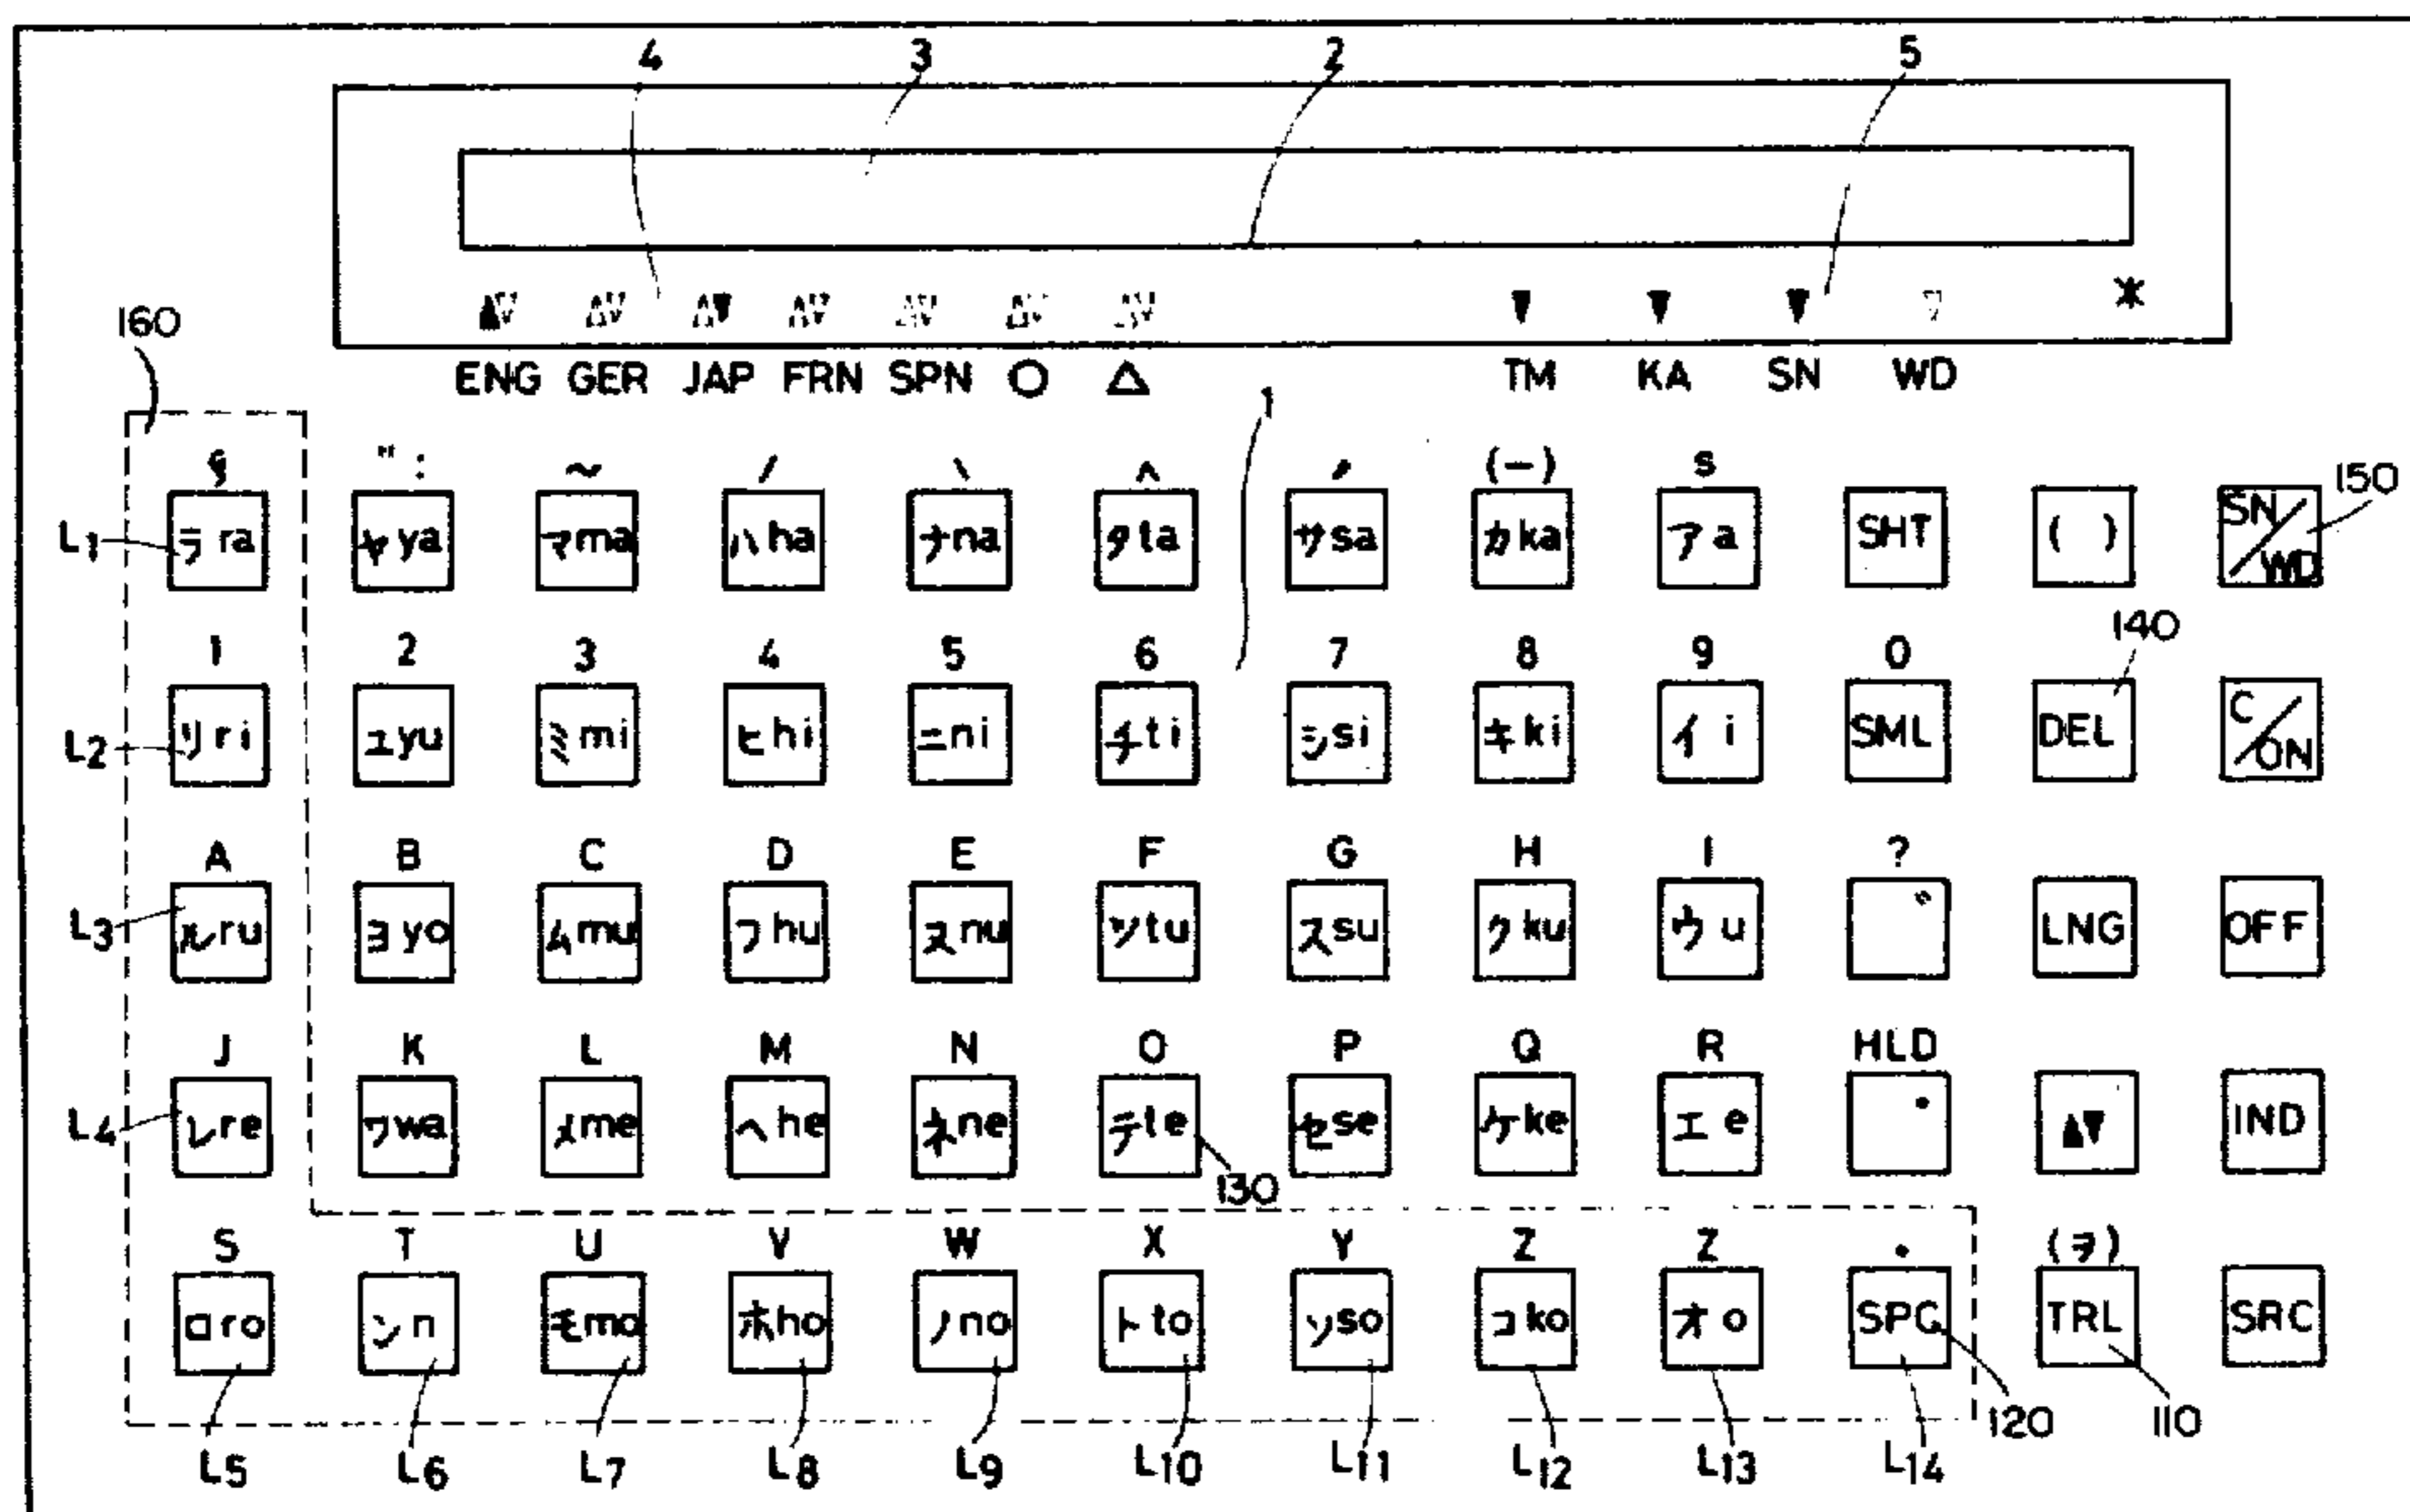 4 3 2 5
160 ▲▽ △▽ △▼ △▽ △▽ △▽ △▽ ▼ ▼ ▼ ▽ *
ENG GER JAP FRN SPN ○ △ TM KA SN WD
1
" : ~ / \ ^ (−) s 150
L1 ラra ヤya マma ハha ナna タta サsa カka アa SHT ( ) SN/WD
140
1 2 3 4 5 6 7 8 9 0
L2 リri ユyu ミmi ヒhi ニni チti シsi キki イi SML DEL C/ON
A B C D E F G H I ?
L3 ルru ヨyo ムmu フhu ヌnu ツtu スsu クku ウu ° LNG OFF
J K L M N O P Q R HLD
L4 レre ワwa メme ヘhe ネne テte セse ケke エe • ▲▼ IND
130
S T U V W X Y Z Z • (ヲ)
ロro ンn モmo ホho ノno トto ソso コko オo SPC TRL SRC
120 110
L5 L6 L7 L8 L9 L10 L11 L12 L13 L14